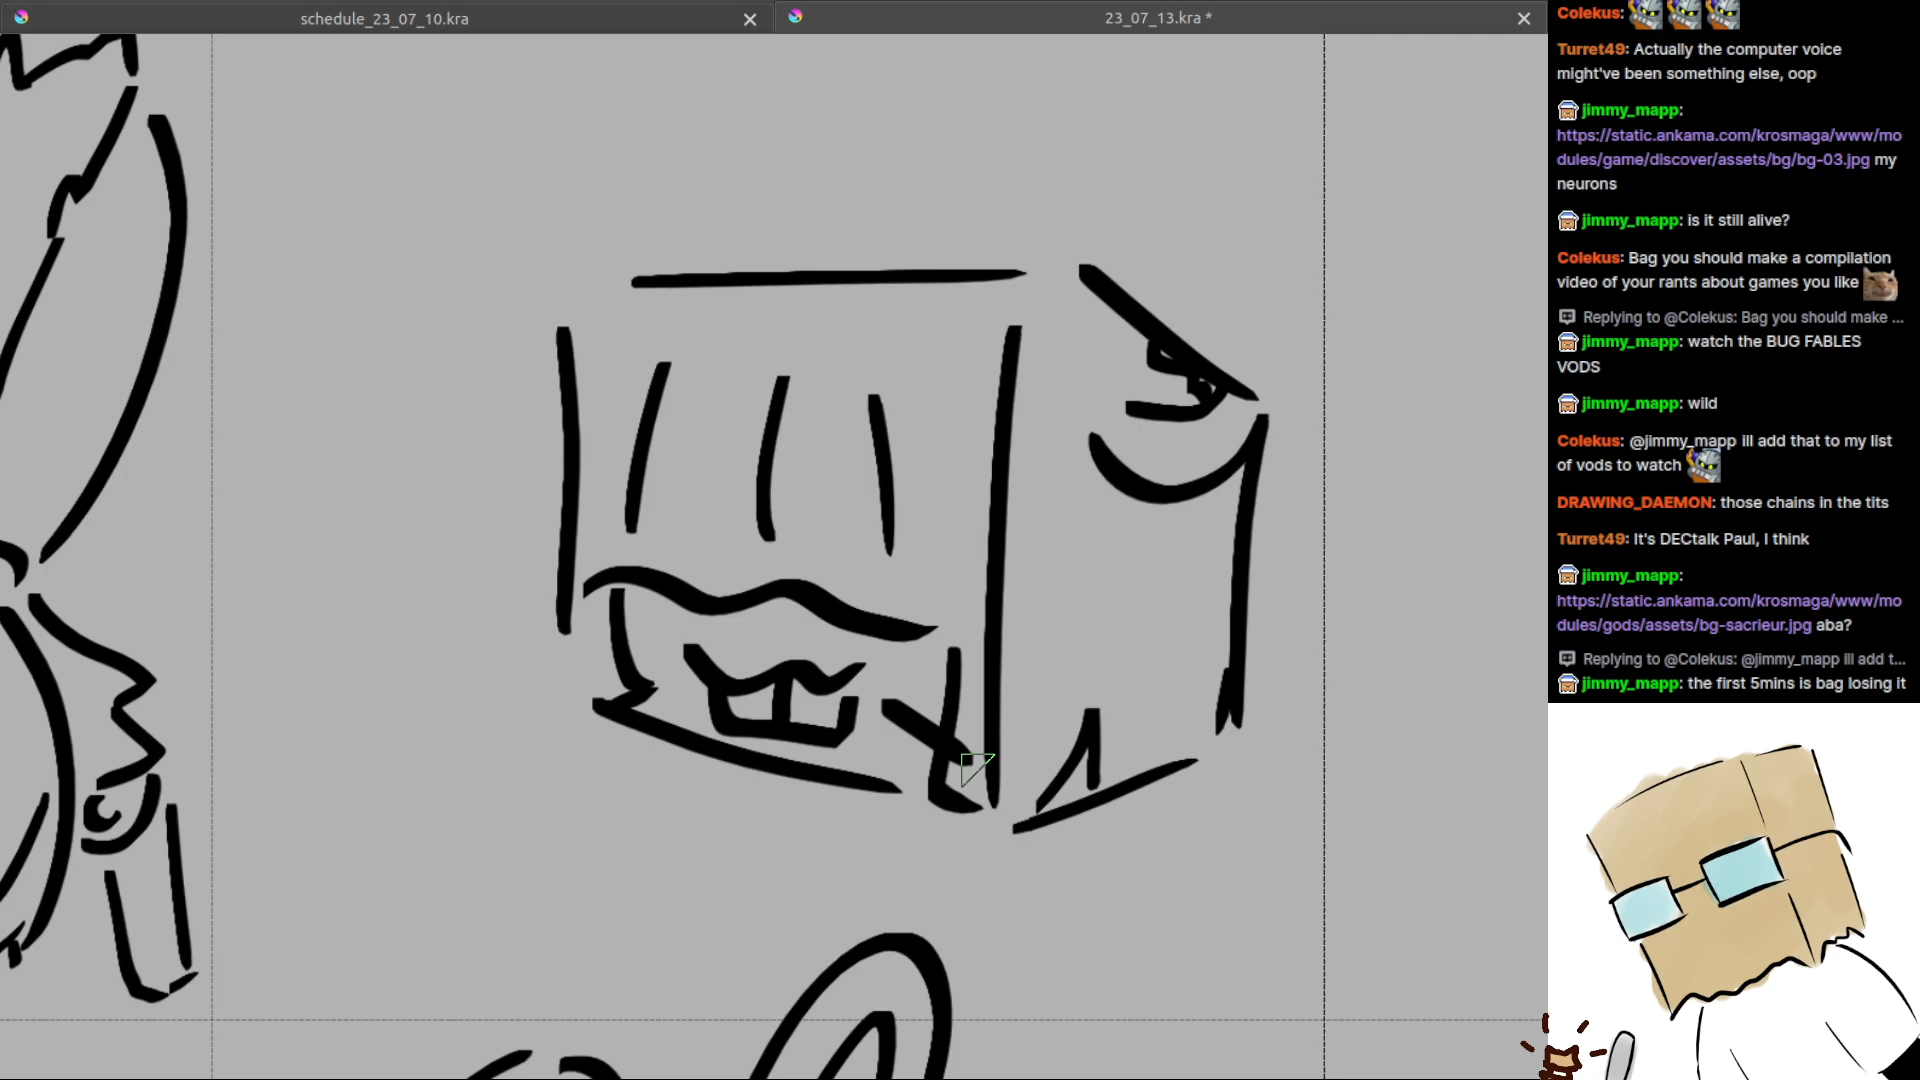 schedule_23_07_10.kra
23_07_13.kra *
Colekus:
Turret49: Actually the computer voice
might've been something else, oop
jimmy_mapp:
https://static.ankama.com/krosmaga/www/mo
dules/game/discover/assets/bg/bg-03.jpg my
neurons
jimmy_mapp: is it still alive?
Colekus: Bag you should make a compilation
video of your rants about games you like
Replying to @Colekus: Bag you should make ...
jimmy_mapp: watch the BUG FABLES
VODS
jimmy_mapp: wild
Colekus: @jimmy_mapp ill add that to my list
of vods to watch
DRAWING_DAEMON: those chains in the tits
Turret49: It's DECtalk Paul, I think
jimmy_mapp:
https://static.ankama.com/krosmaga/www/mo
dules/gods/assets/bg-sacrieur.jpg aba?
Replying to @Colekus: @jimmy_mapp ill add t...
jimmy_mapp: the first 5mins is bag losing it